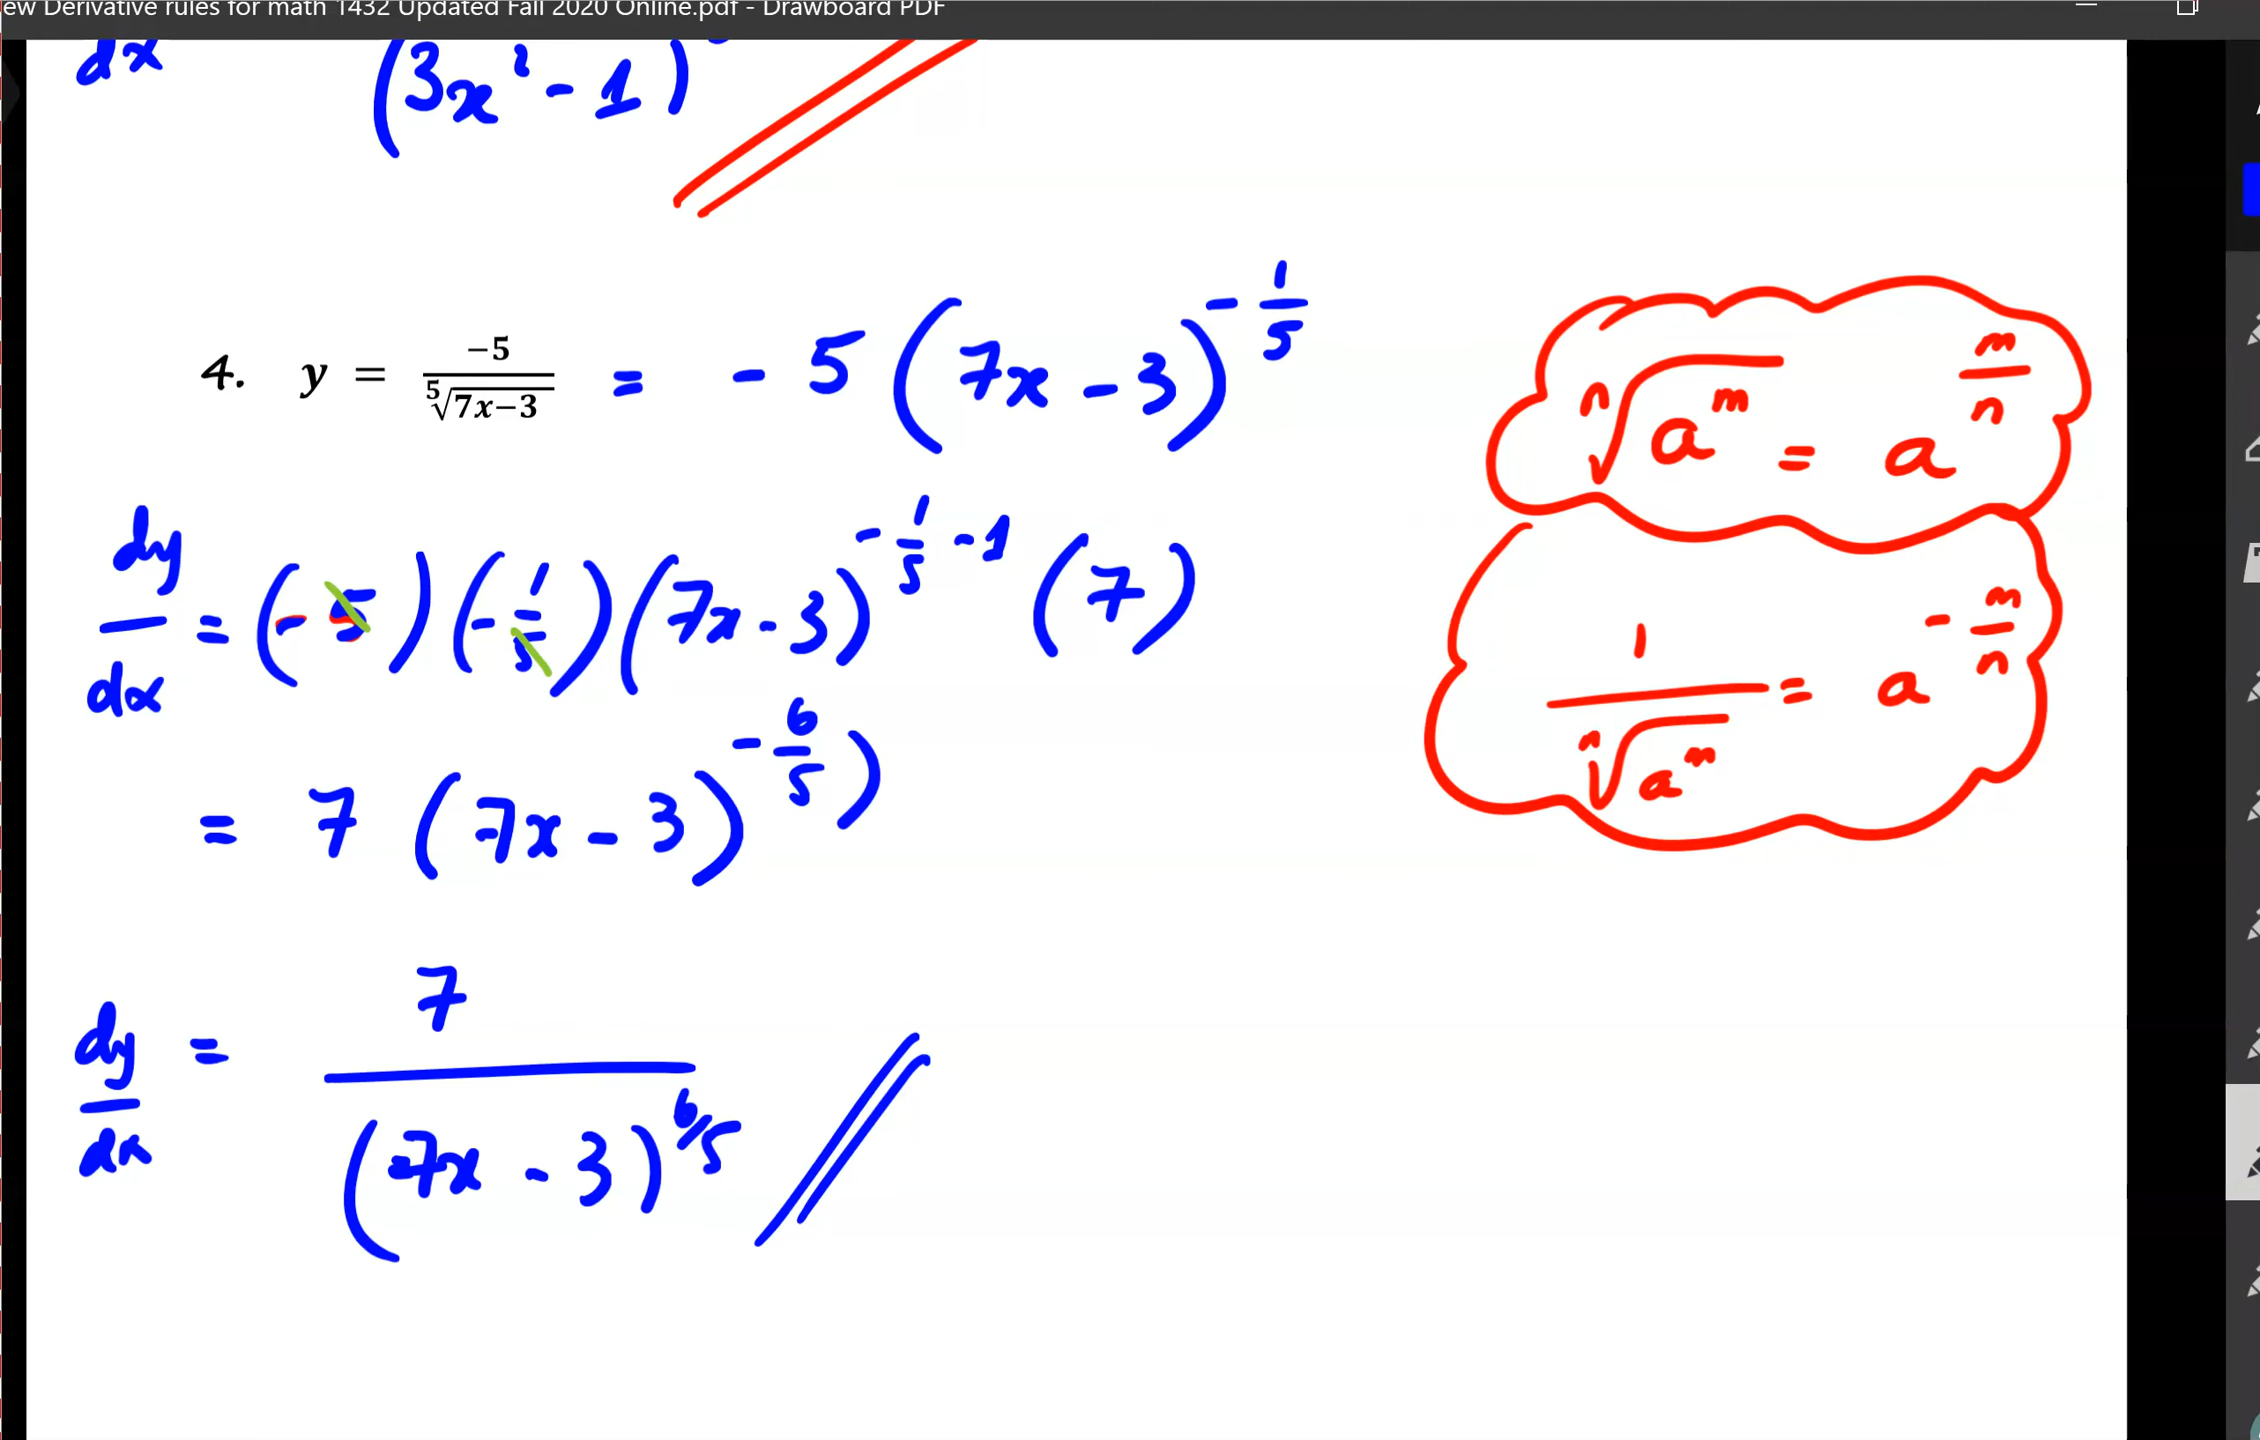 ew Derivative rules for math 1432 Updated Fall 2020 Online.pdf - Drawboard PDF
dx (3x² - 1)
4. y = -5 / ⁵√7x-3 = - 5 (7x - 3)^(-1/5)
ⁿ√a^m = a^(m/n)
dy/dx = (-5)(-1/5)(7x - 3)^(-1/5 - 1) (7)
1 / ⁿ√a^m = a^(-m/n)
= 7 (7x - 3)^(-6/5) )
dy/dx = 7 / (7x - 3)^(6/5)